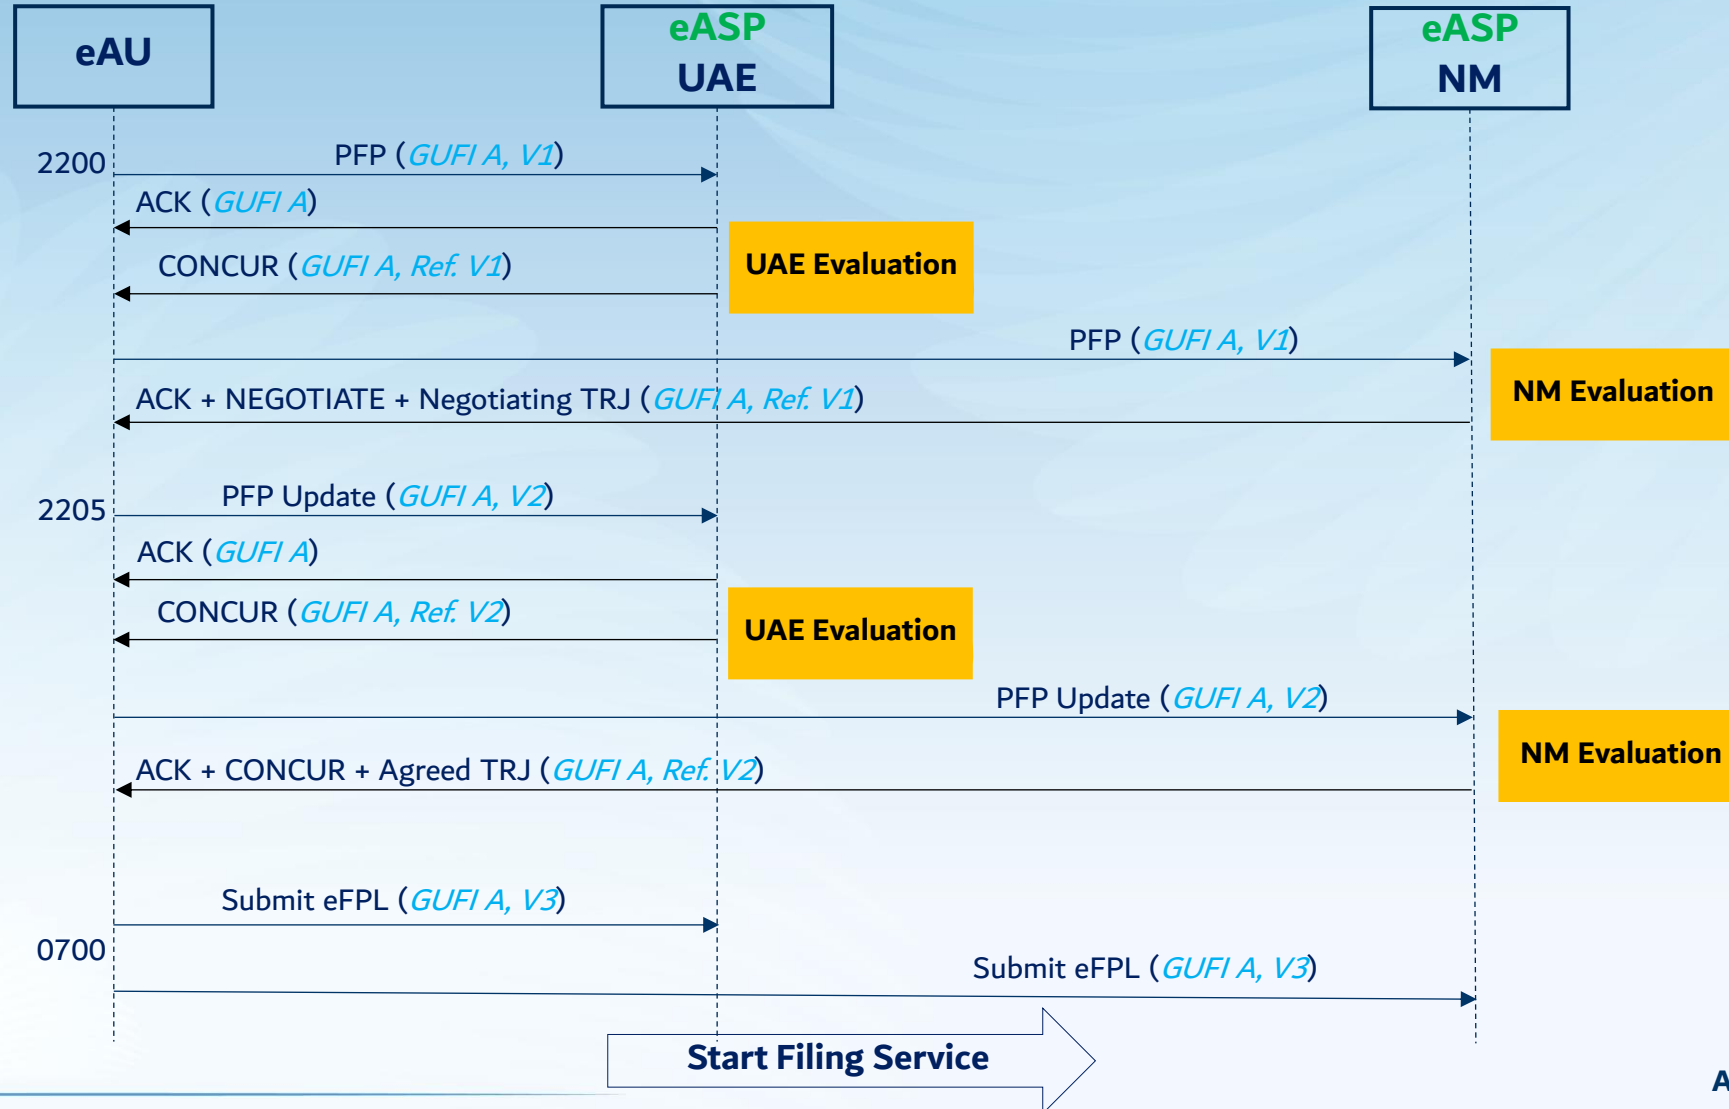 eAU
eASP
UAE
eASP
NM
2200
PFP (GUFI A, V1)
ACK (GUFI A)
CONCUR (GUFI A, Ref. V1)
UAE Evaluation
PFP (GUFI A, V1)
ACK + NEGOTIATE + Negotiating TRJ (GUFI A, Ref. V1)
NM Evaluation
2205
PFP Update (GUFI A, V2)
ACK (GUFI A)
CONCUR (GUFI A, Ref. V2)
UAE Evaluation
PFP Update (GUFI A, V2)
ACK + CONCUR + Agreed TRJ (GUFI A, Ref. V2)
NM Evaluation
Submit eFPL (GUFI A, V3)
0700
Submit eFPL (GUFI A, V3)
Start Filing Service